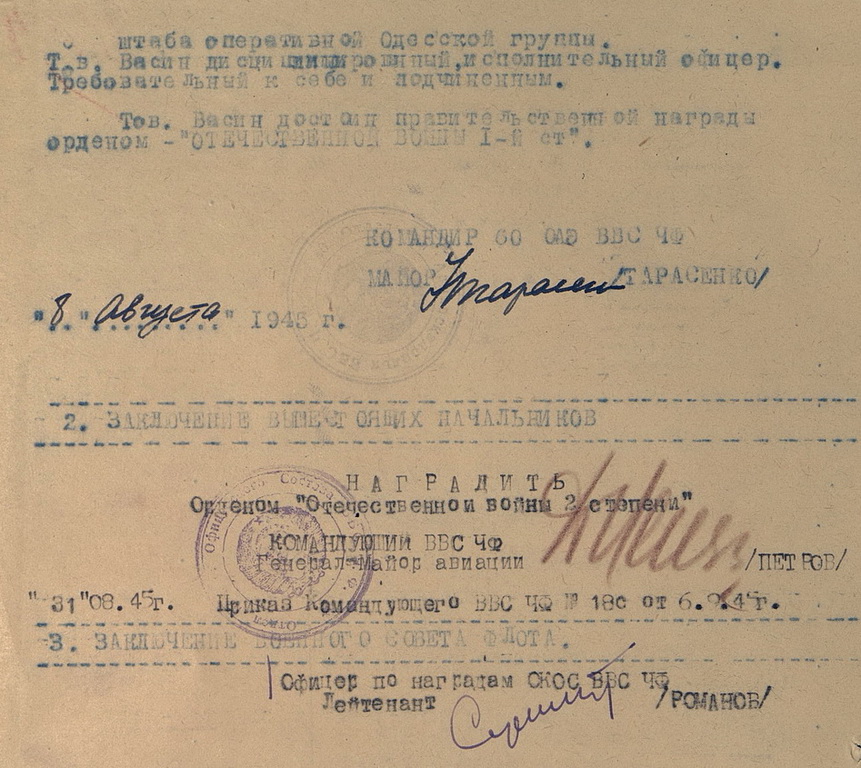 штаба оперативной Одесской группы.
Тов. Васин дисциплинированный,исполнительный офицер.
Требовательный к себе и подчиненным.
Тов. Васин достоин правительственной награды
орденом -"ОТЕЧЕСТВЕННОЙ ВОЙНЫ I-й ст".
КОМАНДИР 60 ОАЭ ВВС ЧФ
МАЙОР /ТАРАСЕНКО/
"8" Августа" 1945 г.
2. ЗАКЛЮЧЕНИЕ ВЫШЕСТОЯЩИХ НАЧАЛЬНИКОВ
НАГРАДИТЬ
Орденом "Отечественной войны 2 степени"
КОМАНДУЮЩИЙ ВВС ЧФ
Генерал-Майор авиации /ПЕТРОВ/
"31"08.45г. Приказ Командующего ВВС ЧФ № 18с от 6.9.45г.
3. ЗАКЛЮЧЕНИЕ ВОЕННОГО СОВЕТА ФЛОТА.
Офицер по наградам СКОС ВВС ЧФ
Лейтенант /РОМАНОВ/